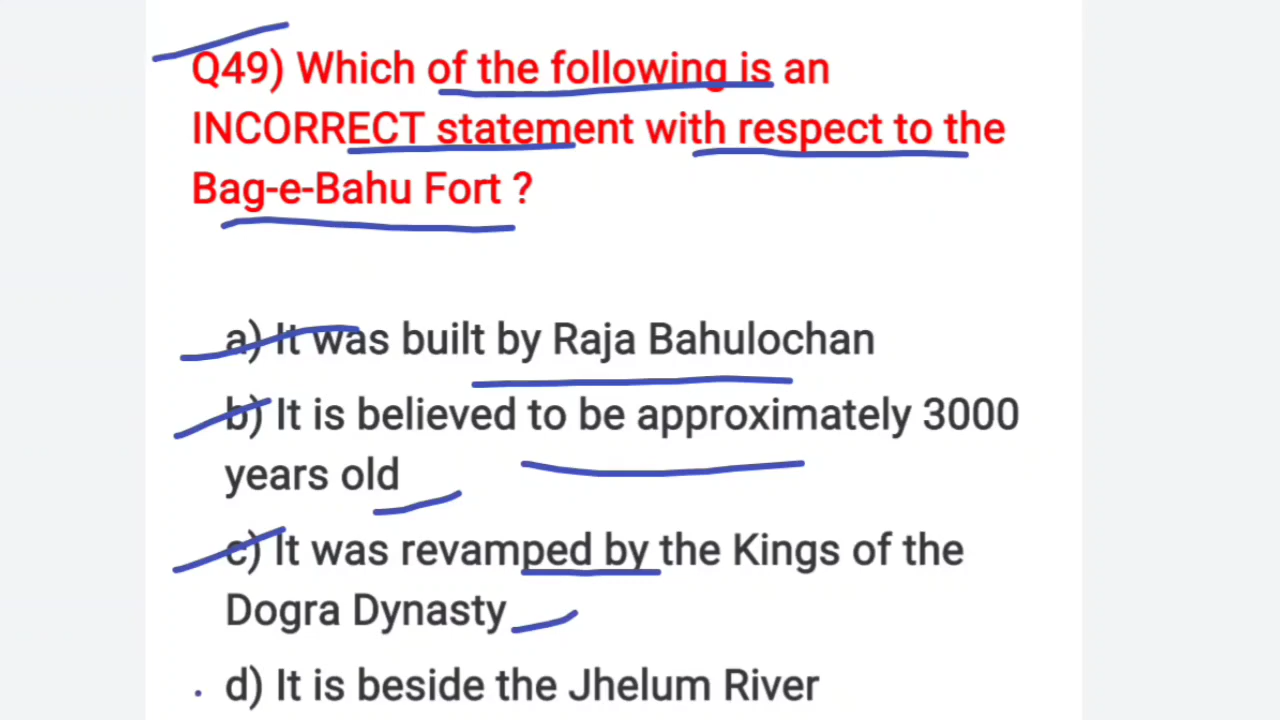 Q49) Which of the following is an
INCORRECT statement with respect to the
Bag-e-Bahu Fort ?
a) It was built by Raja Bahulochan
b) It is believed to be approximately 3000
years old
c) It was revamped by the Kings of the
Dogra Dynasty
d) It is beside the Jhelum River